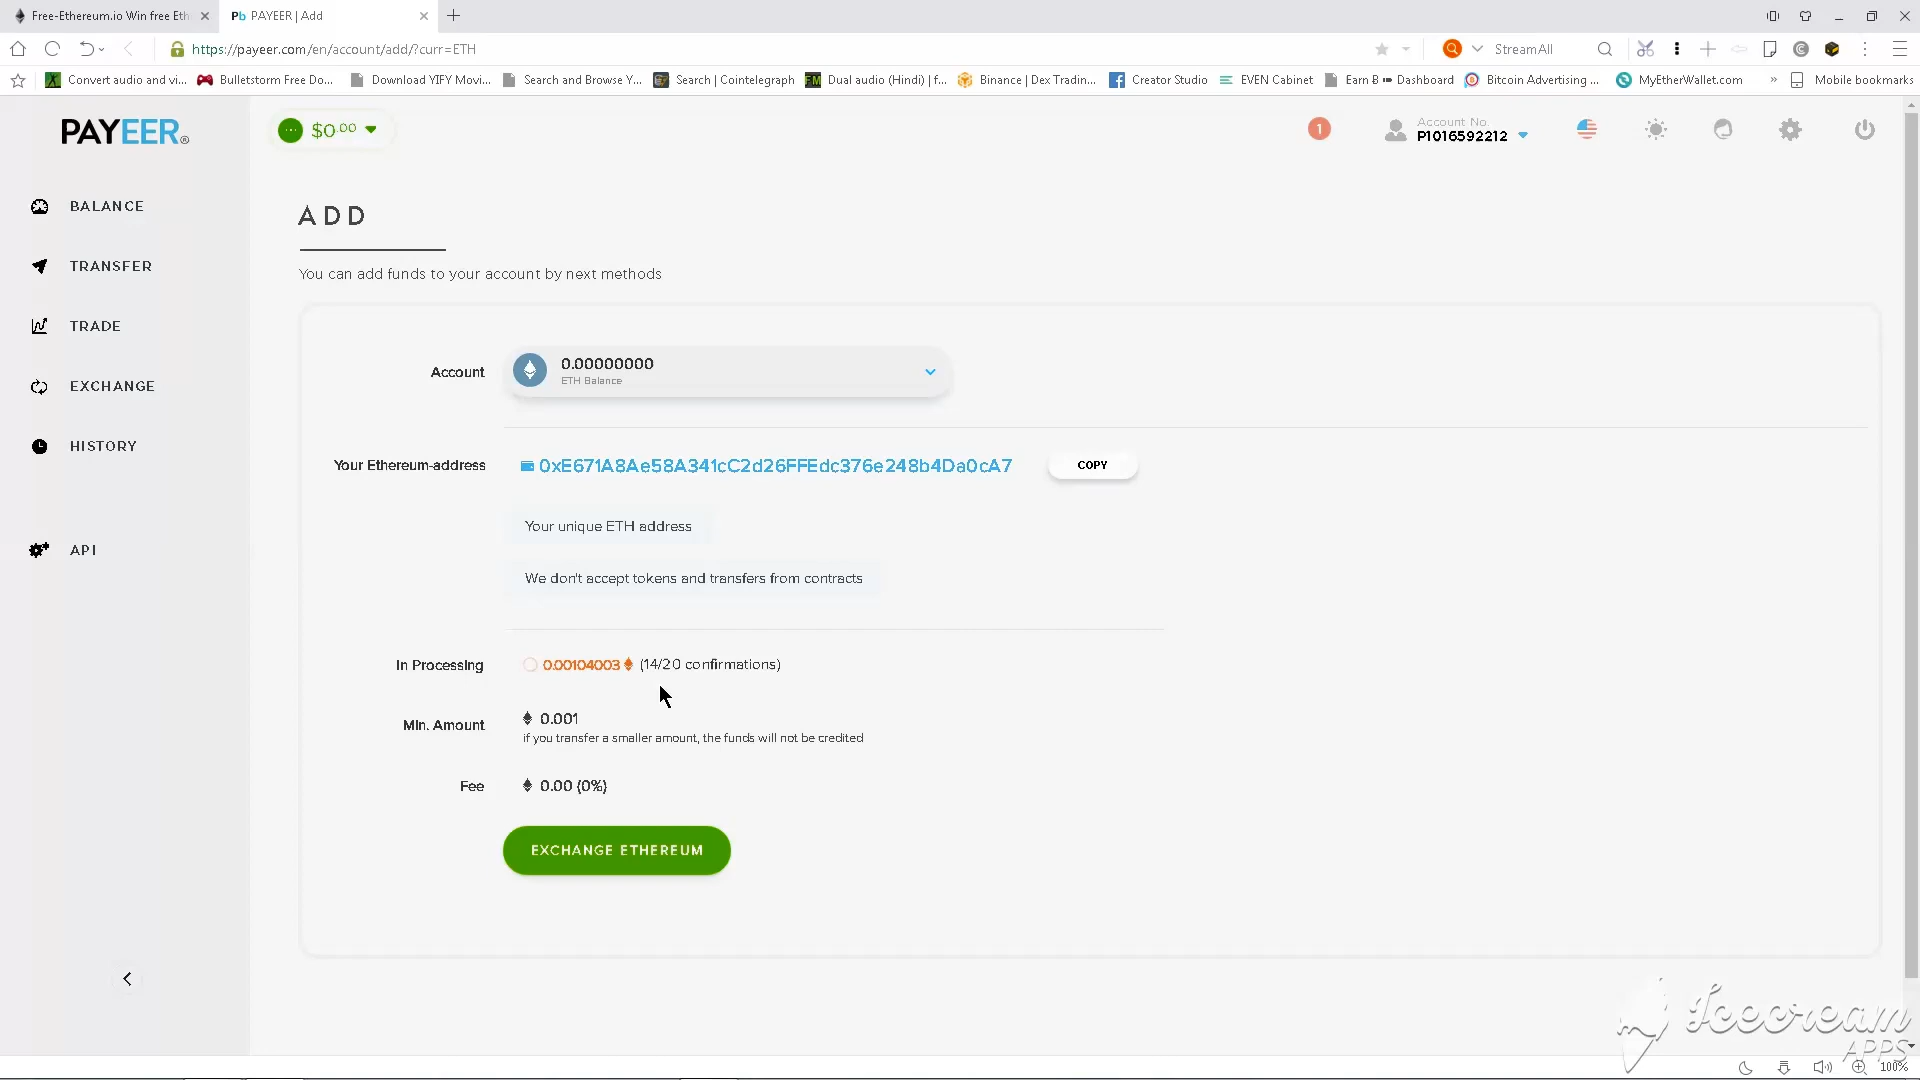 Free-Ethereum.io Win free Eth
Pb PAYEER | Add
https://payeer.com/en/account/add/?curr=ETH
StreamAll
Convert audio and vi...
Bulletstorm Free Do...
Download YIFY Movi...
Search and Browse Y...
Search | Cointelegraph
FM
Dual audio (Hindi) | f...
Binance | Dex Tradin...
Creator Studio
EVEN Cabinet
Earn B ➨ Dashboard
Bitcoin Advertising ...
MyEtherWallet.com
»
Mobile bookmarks
PAYEER®
$0.00
1
Account No.
P1016592212
BALANCE
TRANSFER
TRADE
EXCHANGE
HISTORY
API
ADD
You can add funds to your account by next methods
Account
0.00000000
ETH Balance
Your Ethereum-address
0xE671A8Ae58A341cC2d26FFEdc376e248b4Da0cA7
COPY
Your unique ETH address
We don't accept tokens and transfers from contracts
In Processing
0.00104003 (14/20 confirmations)
Min. Amount
0.001
if you transfer a smaller amount, the funds will not be credited
Fee
0.00 (0%)
EXCHANGE ETHEREUM
Icecream
APPS
100%